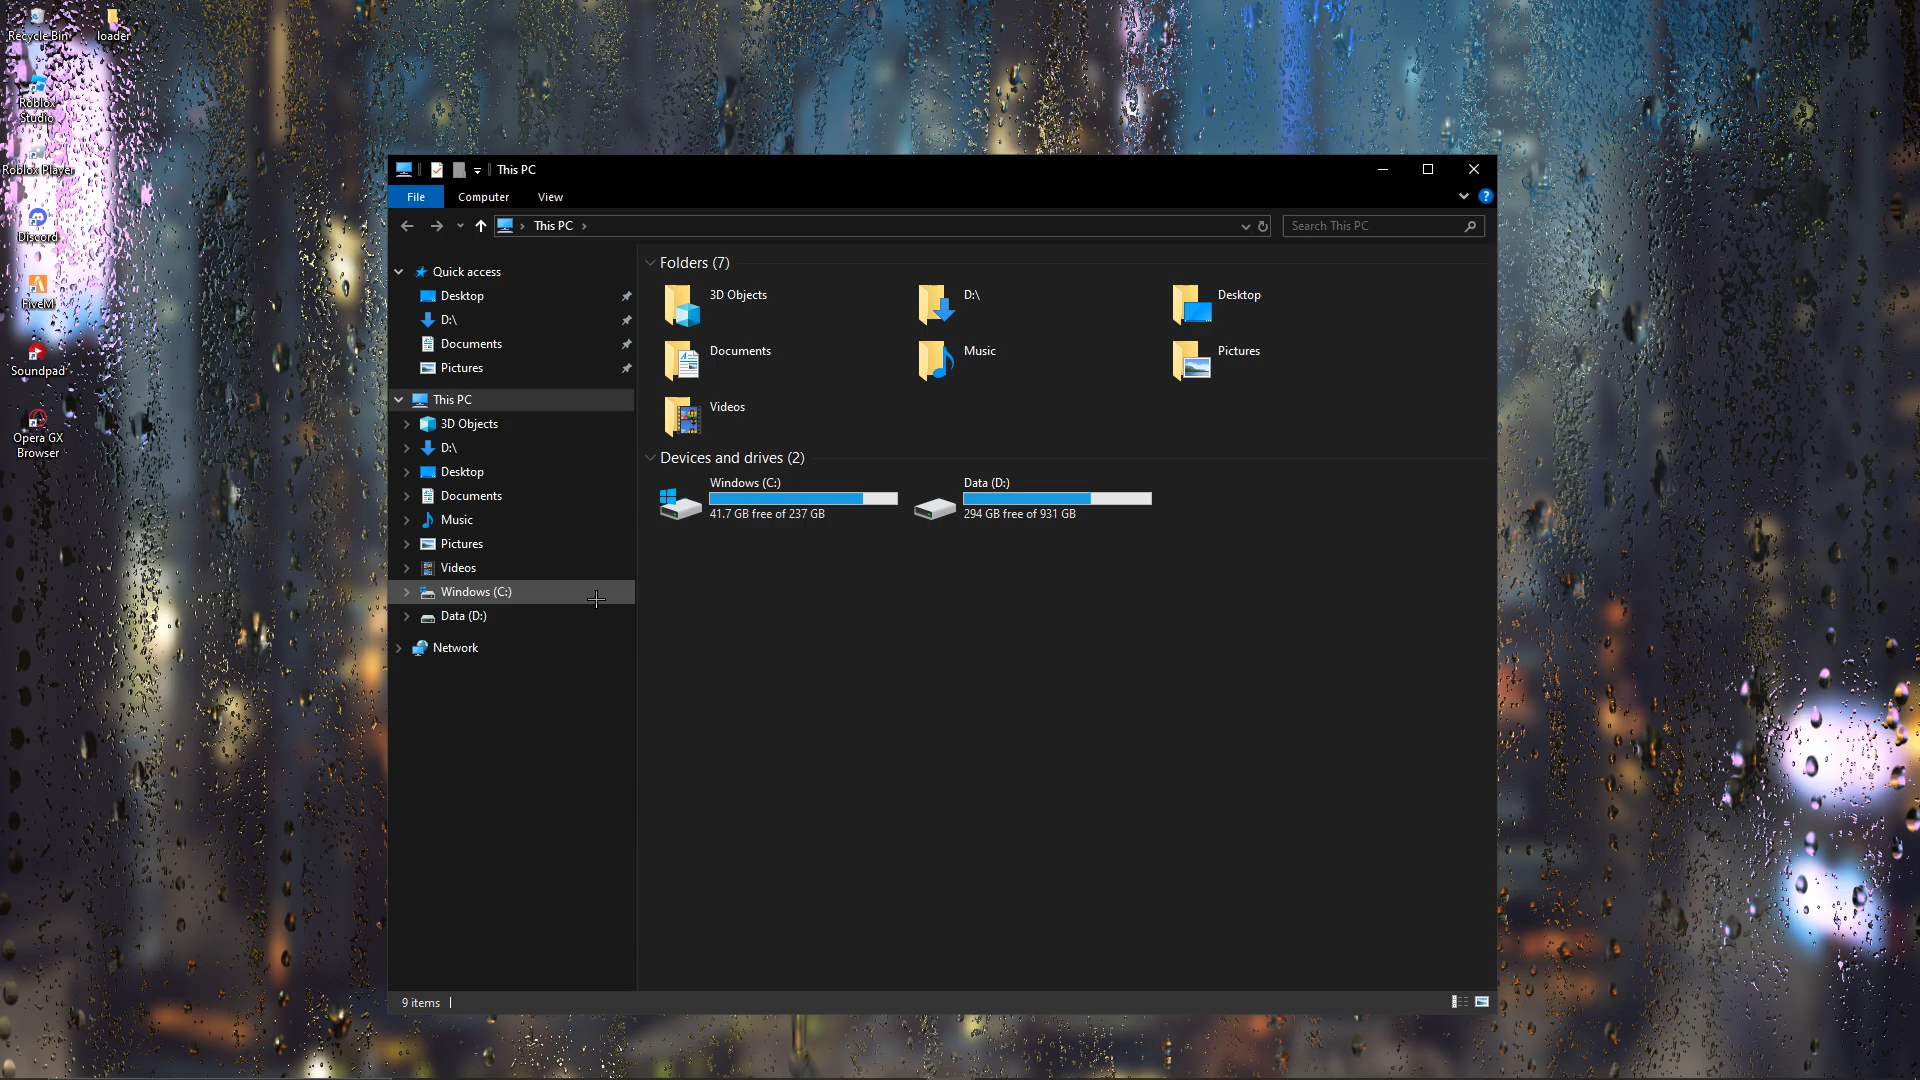 Recycle Bin
loader
Roblox
Studio
Roblox Player
Discord
FiveM
Soundpad
Opera GX
Browser
This PC
File
Computer
View
This PC
Search This PC
Quick access
Desktop
D:\
Documents
Pictures
This PC
3D Objects
D:\
Desktop
Documents
Music
Pictures
Videos
Windows (C:)
Data (D:)
Network
Folders (7)
3D Objects
D:\
Desktop
Documents
Music
Pictures
Videos
Devices and drives (2)
Windows (C:)
41.7 GB free of 237 GB
Data (D:)
294 GB free of 931 GB
9 items